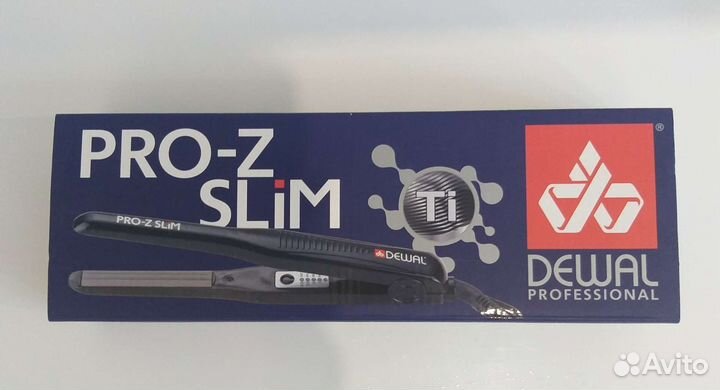 PRO-Z
SLiM
Ti
PRO-Z SLiM
DEWAL
®
DEWAL
PROFESSIONAL
Avito